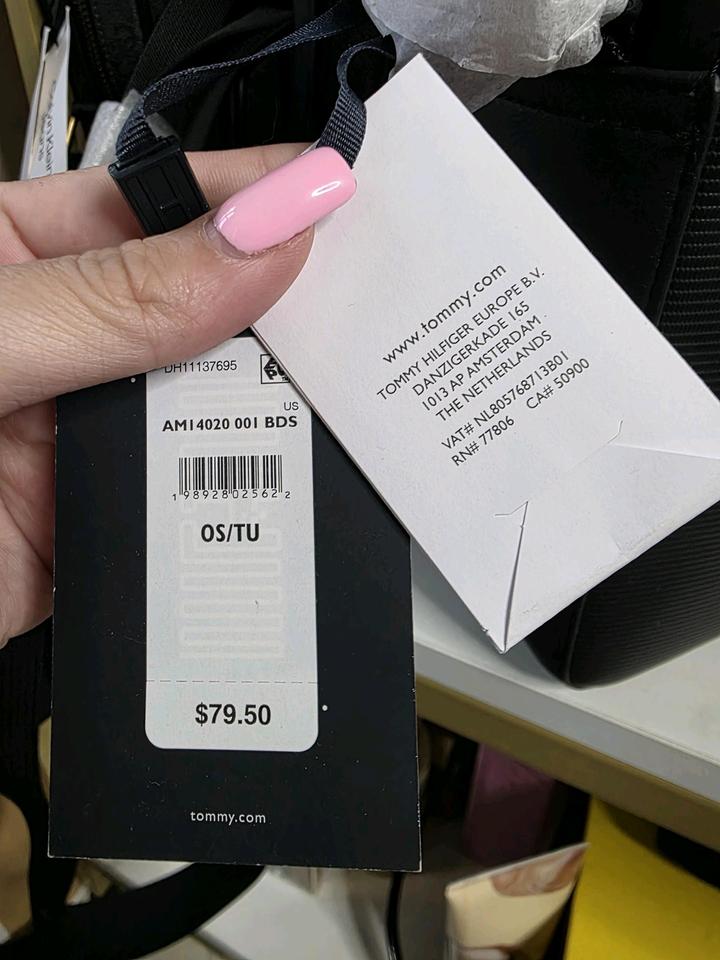 www.tommy.com
TOMMY HILFIGER EUROPE B.V.
DANZIGERKADE 165
1013 AP AMSTERDAM
THE NETHERLANDS
VAT# NL805768713B01
RN# 77806 CA# 50900
DH11137695
US
AM14020 001 BDS
1 98928 02562 2
OS/TU
$79.50
tommy.com